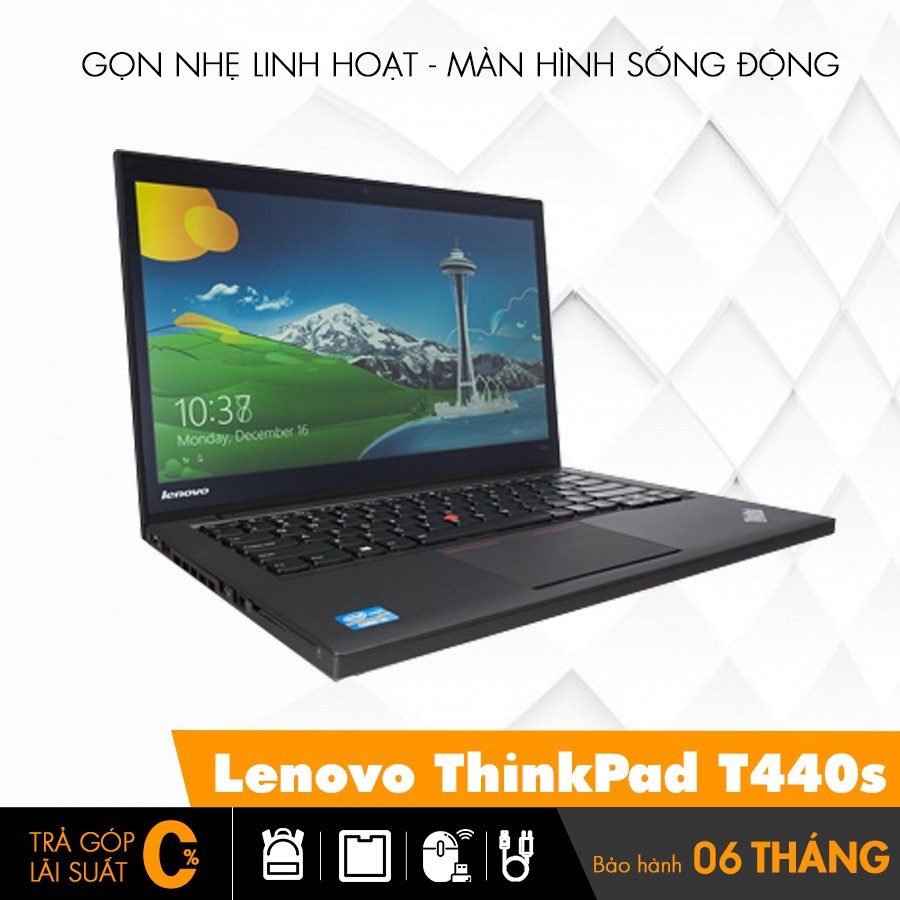 GỌN NHẸ LINH HOẠT - MÀN HÌNH SỐNG ĐỘNG
10:37
Monday, December 16
lenovo
Lenovo ThinkPad T440s
TRẢ GÓP
LÃI SUẤT
0%
Bảo hành 06 THÁNG